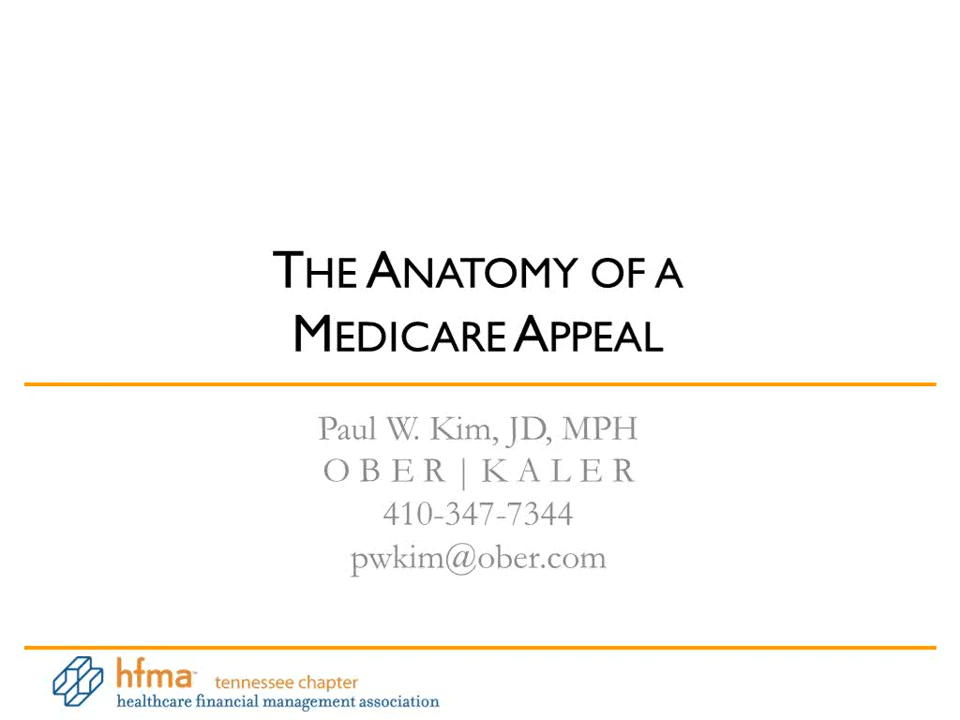 THE ANATOMY OF A
MEDICARE APPEAL
Paul W. Kim, JD, MPH
O B E R | K A L E R
410-347-7344
pwkim@ober.com
hfma™ tennessee chapter
healthcare financial management association